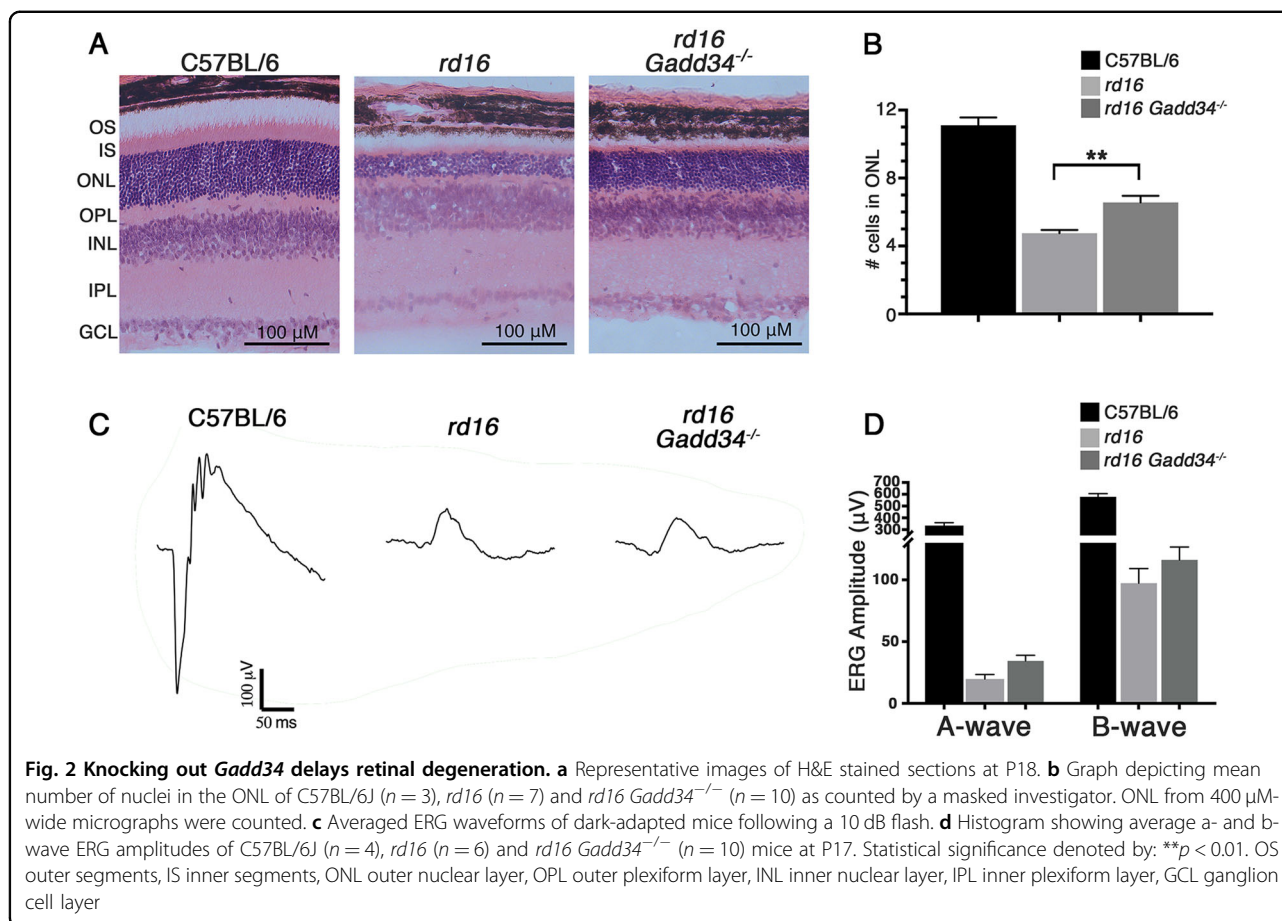 A
C57BL/6
rd16
rd16
Gadd34-/-
OS
IS
ONL
OPL
INL
IPL
GCL
100 µM
100 µM
100 µM
B
C57BL/6
rd16
rd16 Gadd34-/-
# cells in ONL
12
8
4
0
**
C
C57BL/6
rd16
rd16
Gadd34-/-
100 µV
50 ms
D
C57BL/6
rd16
rd16 Gadd34-/-
ERG Amplitude (µV)
700
600
500
400
300
100
50
0
A-wave
B-wave
Fig. 2 Knocking out Gadd34 delays retinal degeneration. a Representative images of H&E stained sections at P18. b Graph depicting mean
number of nuclei in the ONL of C57BL/6J (n = 3), rd16 (n = 7) and rd16 Gadd34−/− (n = 10) as counted by a masked investigator. ONL from 400 µM-
wide micrographs were counted. c Averaged ERG waveforms of dark-adapted mice following a 10 dB flash. d Histogram showing average a- and b-
wave ERG amplitudes of C57BL/6J (n = 4), rd16 (n = 6) and rd16 Gadd34−/− (n = 10) mice at P17. Statistical significance denoted by: **p < 0.01. OS
outer segments, IS inner segments, ONL outer nuclear layer, OPL outer plexiform layer, INL inner nuclear layer, IPL inner plexiform layer, GCL ganglion
cell layer